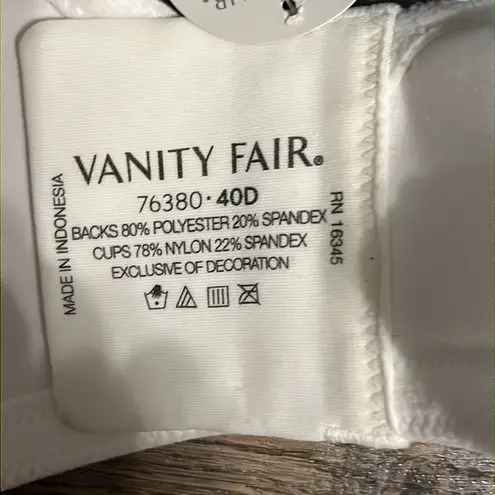 VANITY FAIR®
76380 · 40D
BACKS 80% POLYESTER 20% SPANDEX
CUPS 78% NYLON 22% SPANDEX
EXCLUSIVE OF DECORATION
MADE IN INDONESIA
RN 16345